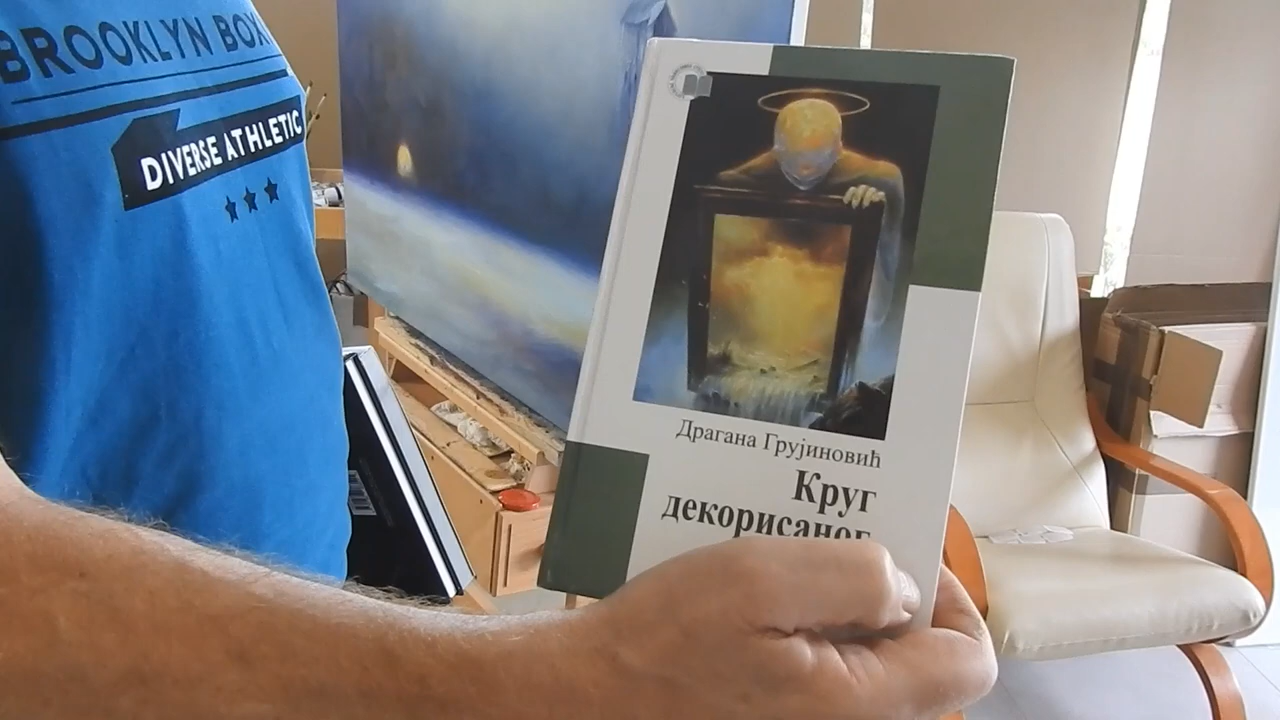 BROOKLYN BOX
DIVERSE ATHLETIC
Драгана Грујиновић
Круг
декорисаног